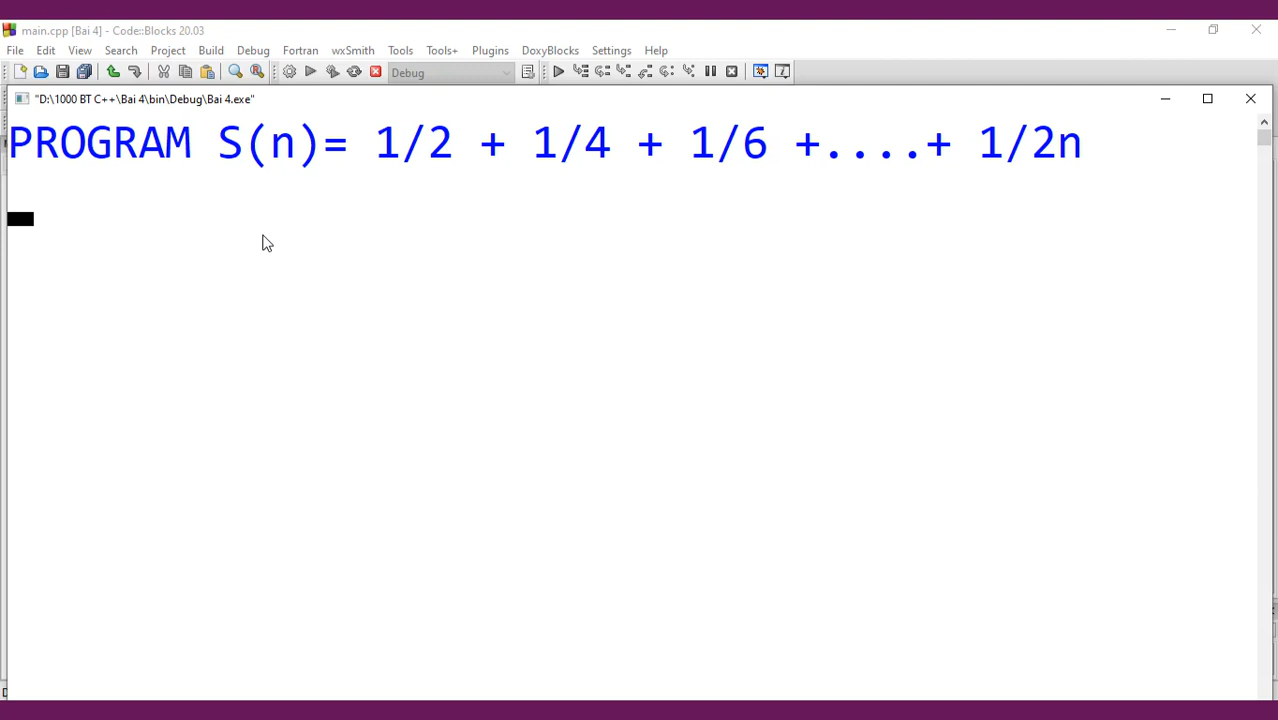 main.cpp [Bai 4] - Code::Blocks 20.03
File Edit View Search Project Build Debug Fortran wxSmith Tools Tools+ Plugins DoxyBlocks Settings Help
Debug
"D:\1000 BT C++\Bai 4\bin\Debug\Bai 4.exe"
PROGRAM S(n)= 1/2 + 1/4 + 1/6 +....+ 1/2n